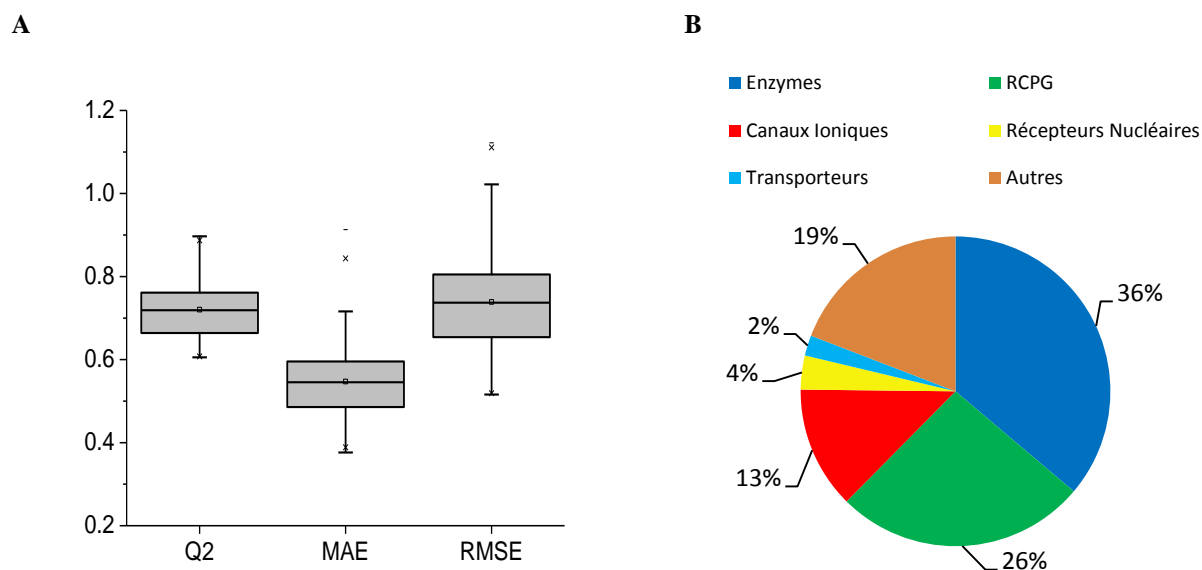 A
1.2
1.0
0.8
0.6
0.4
0.2
Q2 MAE RMSE
B
Enzymes RCPG
Canaux Ioniques Récepteurs Nucléaires
Transporteurs Autres
19%
36%
2%
4%
13%
26%